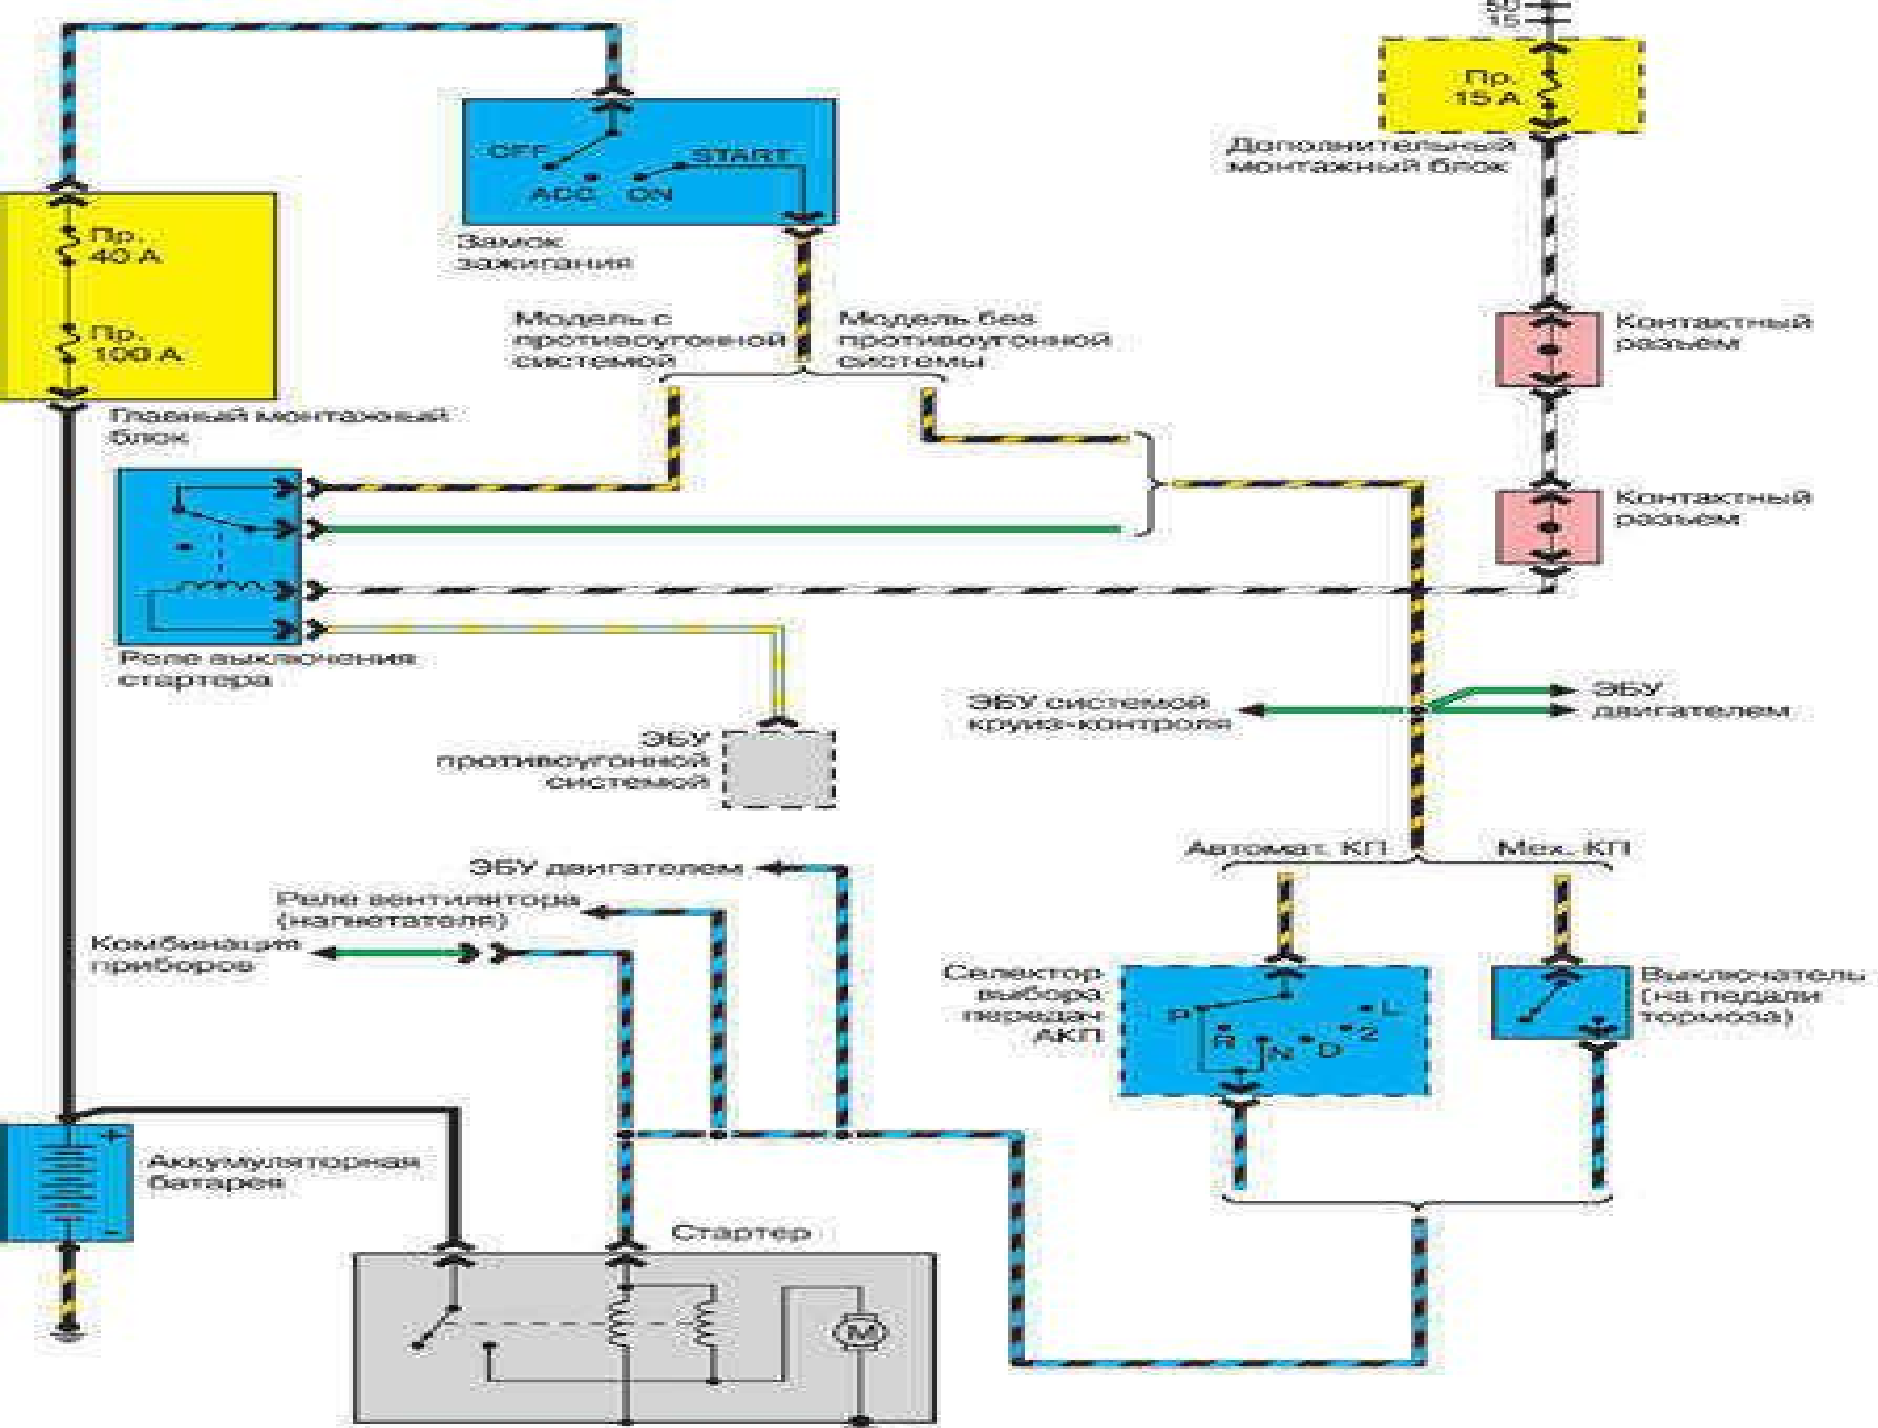 15
Пр.
15 А
Дополнительный
монтажный блок
OFF
START
ACC ON
Замок
зажигания
Пр.
40 А
Пр.
100 А
Главный монтажный
блок
Модель с
противоугонной
системой
Модель без
противоугонной
системы
Контактный
разъем
Контактный
разъем
Реле выключения
стартера
ЭБУ
противоугонной
системой
ЭБУ системой
круиз-контроля
ЭБУ
двигателем
Автомат. КП
Мех. КП
ЭБУ двигателем
Реле вентилятора
(нагнетателя)
Комбинация
приборов
Селектор
выбора
передач
АКП
P
R
N
D
2
L
Выключатель
(на педали
тормоза)
+
-
Аккумуляторная
батарея
Стартер
M